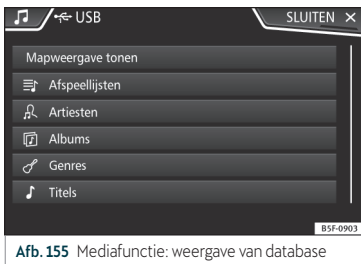 USB
SLUITEN ×
Mapweergave tonen
Afspeellijsten
Artiesten
Albums
Genres
Titels
B5F-0903
Afb. 155 Mediafunctie: weergave van database